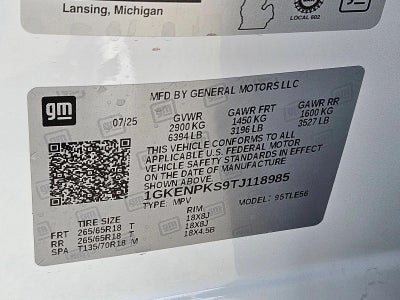 Lansing, Michigan
LOCAL 602
gm
MFD BY GENERAL MOTORS LLC
07/25 GVWR GAWR FRT GAWR RR
2900 KG 1450 KG 1600 KG
6394 LB 3196 LB 3527 LB
THIS VEHICLE CONFORMS TO ALL
APPLICABLE U.S. FEDERAL MOTOR
VEHICLE SAFETY STANDARDS IN EFFECT
ON THE DATE OF MANUFACTURE
SHOWN ABOVE.
1GKENPKS9TJ118985
TYPE: MPV MODEL: 95TLE56
TIRE SIZE RIM
FRT 265/65R18 T 18X8J
RR 265/65R18 T 18X8J
SPA T135/70R18 M 18X4.5B